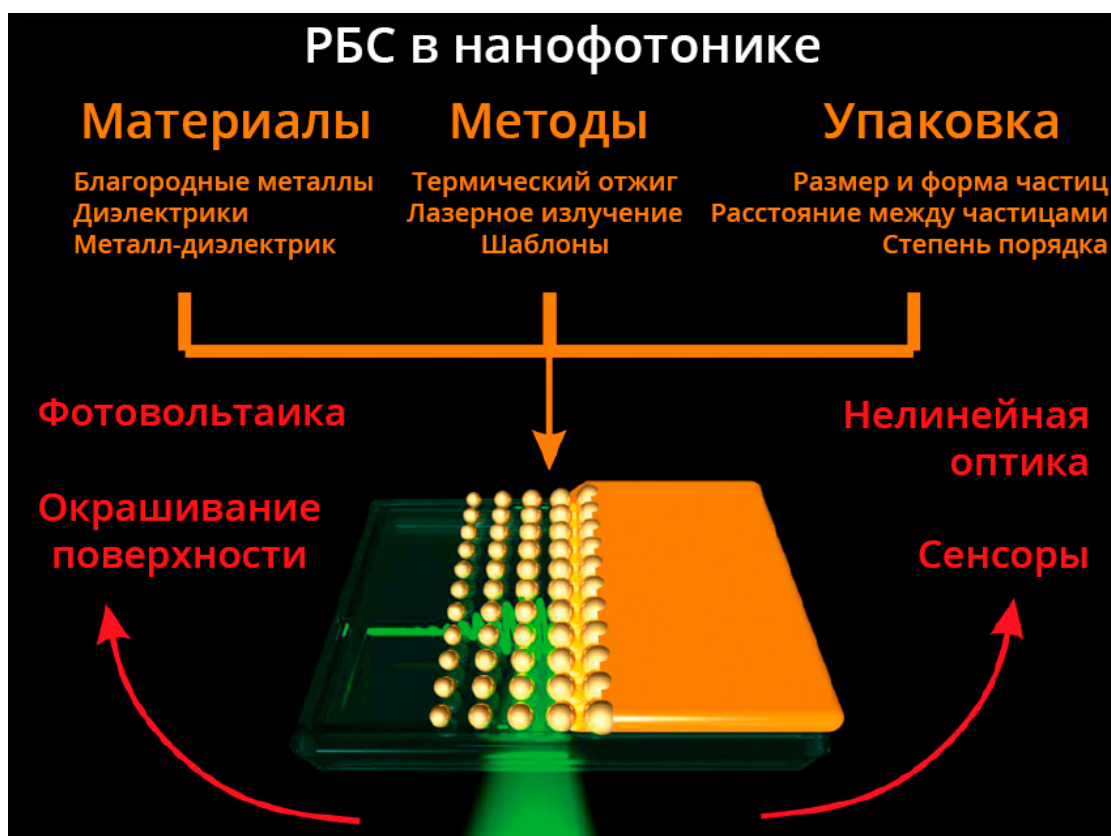 РБС в нанофотонике
Материалы
Благородные металлы
Диэлектрики
Металл-диэлектрик
Методы
Термический отжиг
Лазерное излучение
Шаблоны
Упаковка
Размер и форма частиц
Расстояние между частицами
Степень порядка
Фотовольтаика
Окрашивание
поверхности
Нелинейная
оптика
Сенсоры